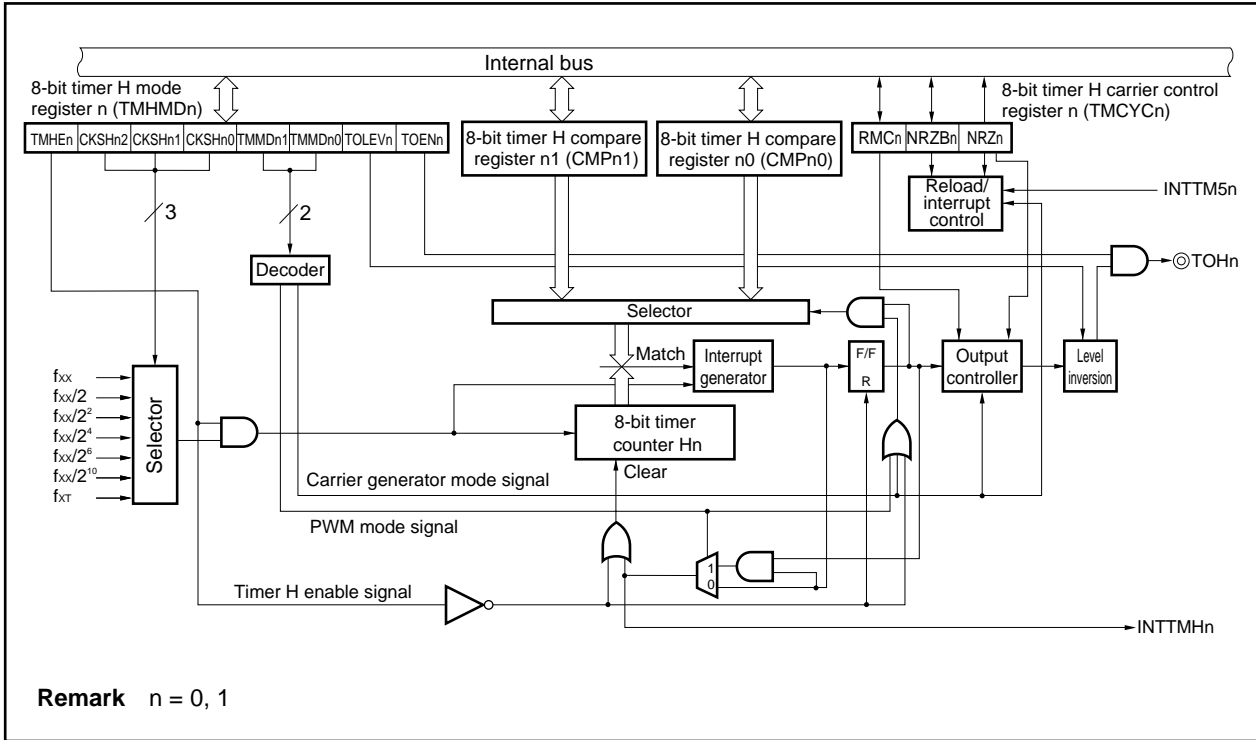 Internal bus
8-bit timer H mode
register n (TMHMDn)
8-bit timer H carrier control
register n (TMCYCn)
TMHEn CKSHn2 CKSHn1 CKSHn0 TMMDn1 TMMDn0 TOLEVn TOENn
8-bit timer H compare
register n1 (CMPn1)
8-bit timer H compare
register n0 (CMPn0)
RMCn NRZBn NRZn
Reload/
interrupt
control
INTTM5n
3
2
Decoder
TOHn
Selector
Match
Interrupt
generator
F/F
R
Output
controller
Level
inversion
fXX
fXX/2
fXX/2²
fXX/2⁴
fXX/2⁶
fXX/2¹⁰
fXT
Selector
8-bit timer
counter Hn
Clear
Carrier generator mode signal
PWM mode signal
1
0
Timer H enable signal
INTTMHn
Remark n = 0, 1